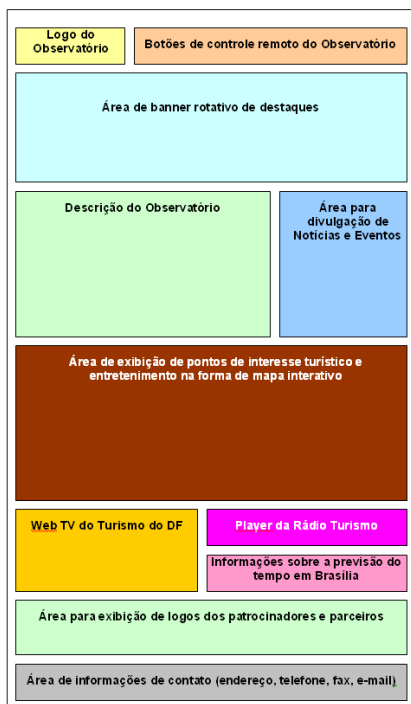 Logo do
Observatório
Botões de controle remoto do Observatório
Área de banner rotativo de destaques
Descrição do Observatório
Área para
divulgação de
Notícias e Eventos
Área de exibição de pontos de interesse turístico e
entretenimento na forma de mapa interativo
Web TV do Turismo do DF
Player da Rádio Turismo
Informações sobre a previsão do
tempo em Brasília
Área para exibição de logos dos patrocinadores e parceiros
Área de informações de contato (endereço, telefone, fax, e-mail)